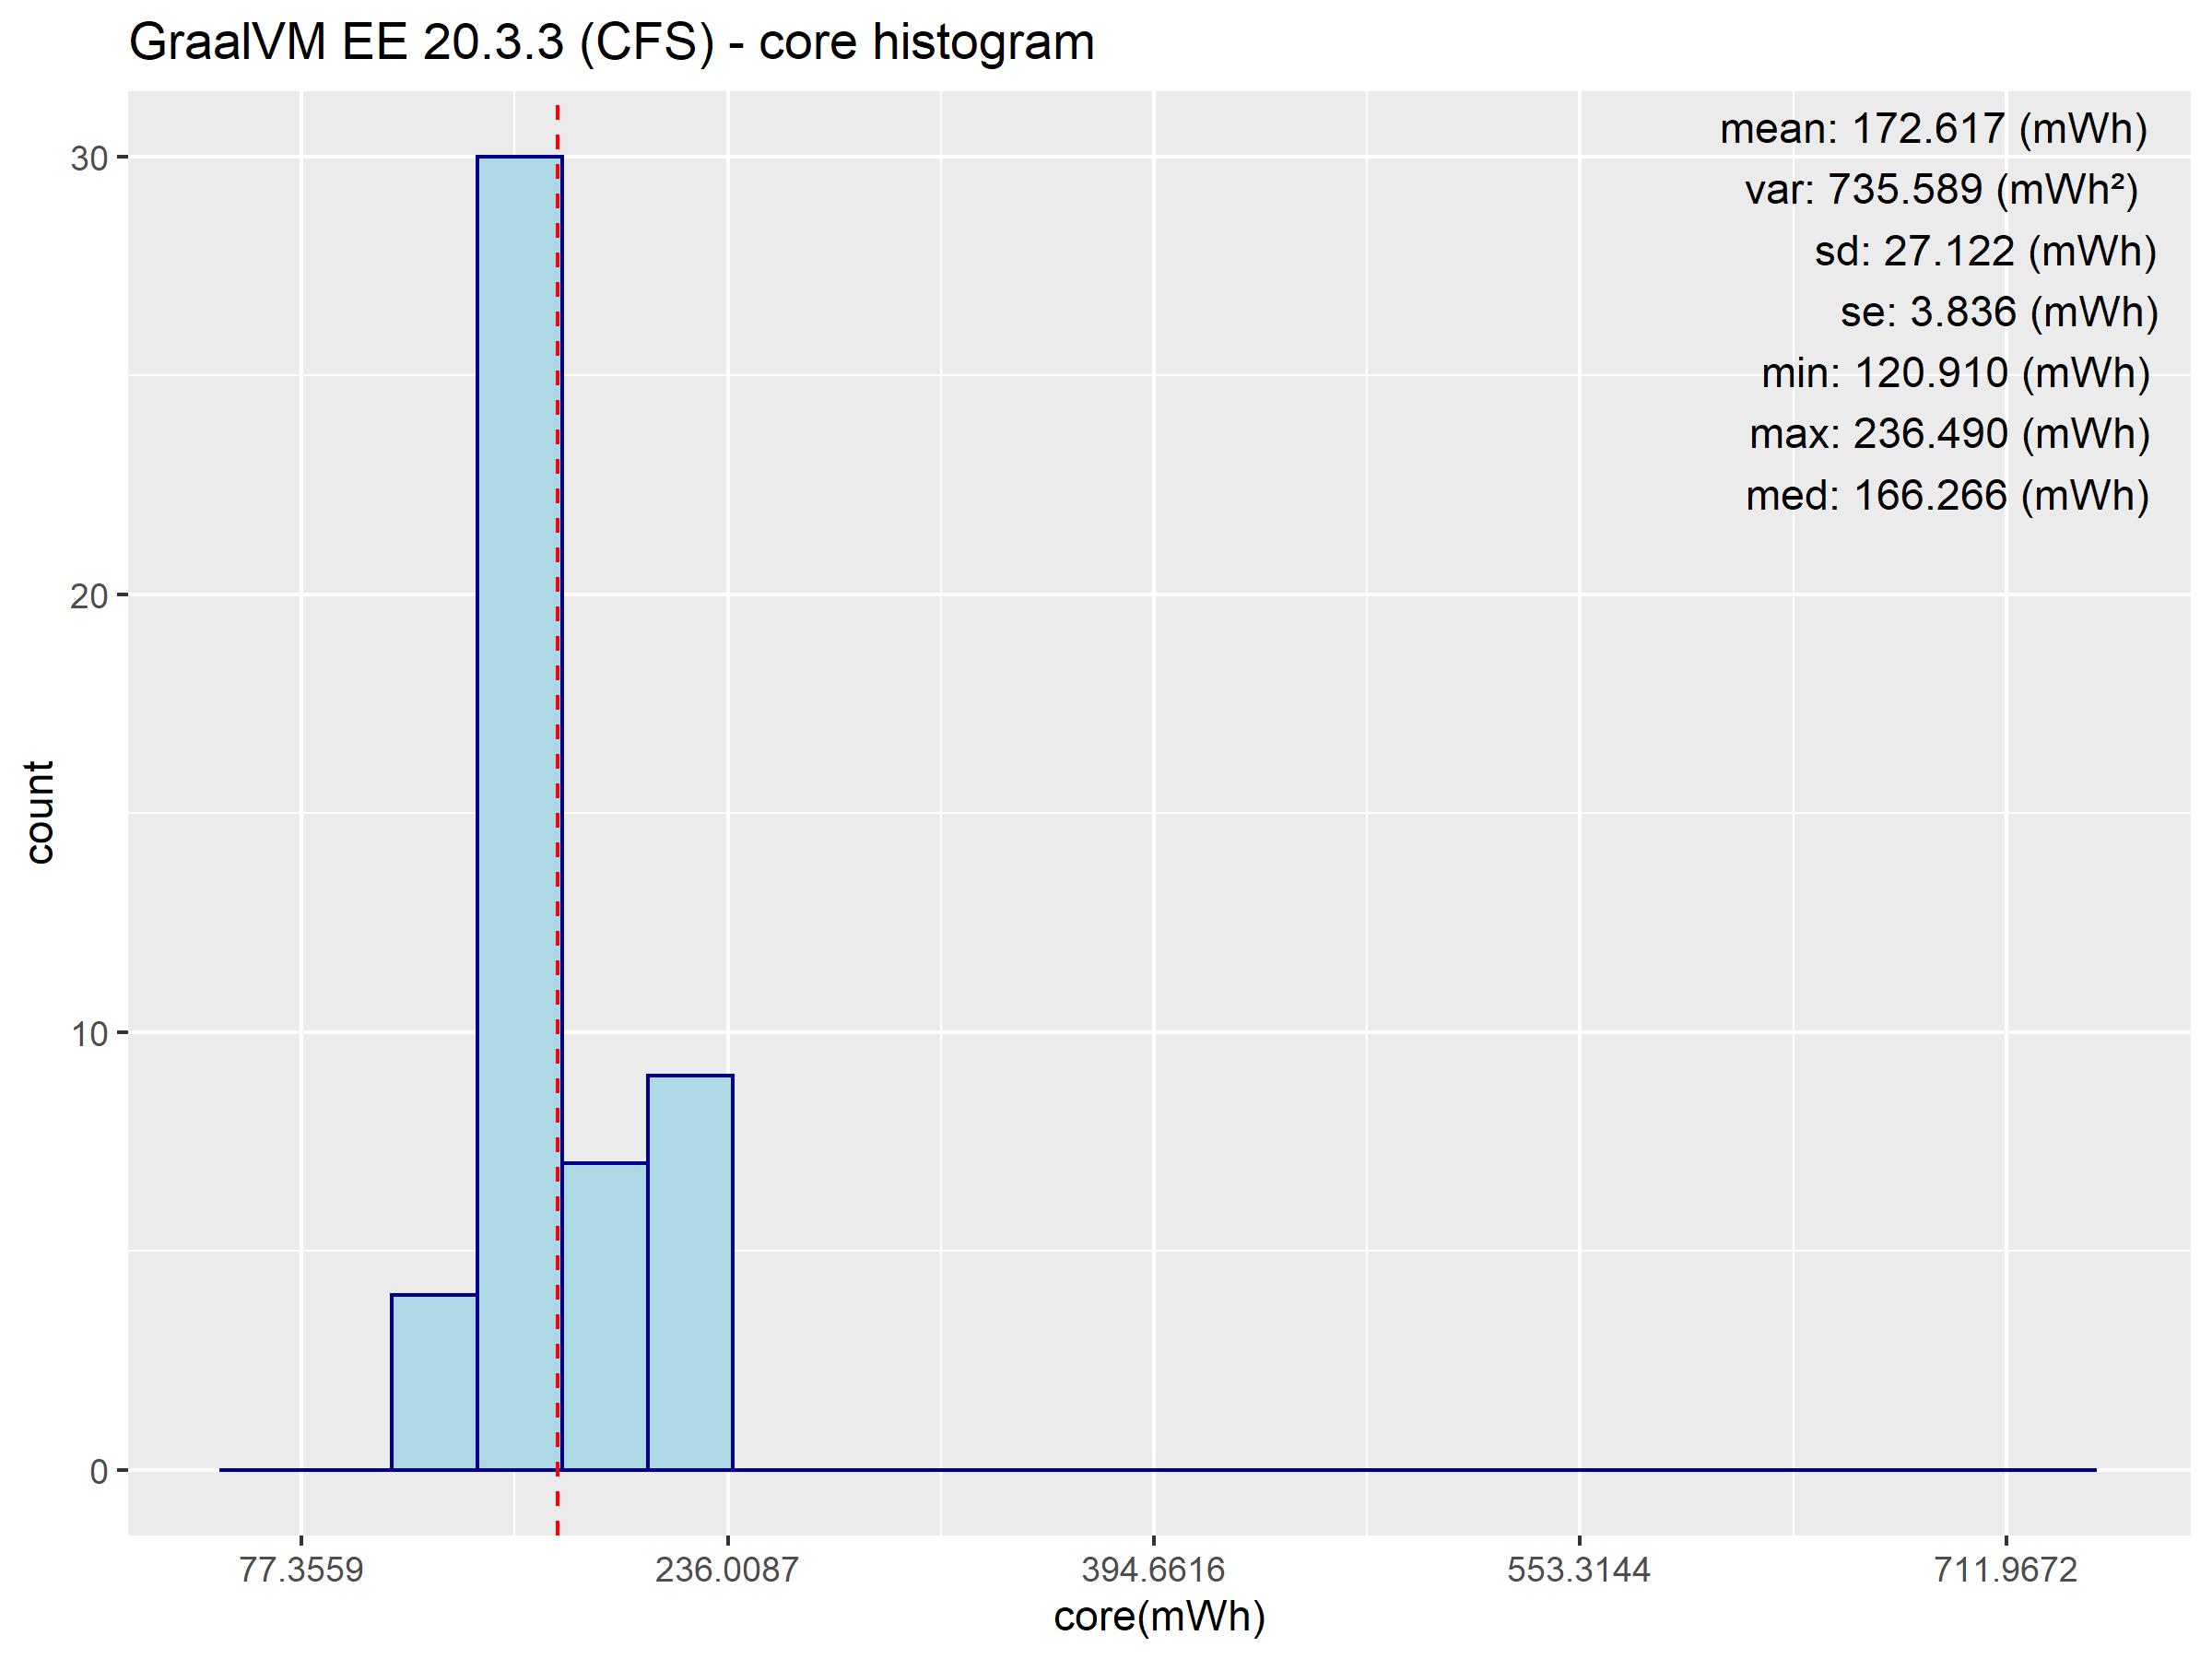 GraalVM EE 20.3.3 (CFS) - core histogram
mean: 172.617 (mWh)
var: 735.589 (mWh²)
sd: 27.122 (mWh)
se: 3.836 (mWh)
min: 120.910 (mWh)
max: 236.490 (mWh)
med: 166.266 (mWh)
30
20
10
0
count
77.3559
236.0087
394.6616
553.3144
711.9672
core(mWh)